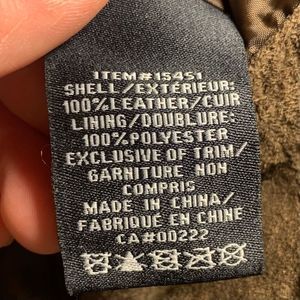 ITEM#15451
SHELL/EXTÉRIEUR:
100%LEATHER/CUIR
LINING/DOUBLURE:
100%POLYESTER
EXCLUSIVE OF TRIM/
GARNITURE NON
COMPRIS
MADE IN CHINA/
FABRIQUÉ EN CHINE
CA#00222